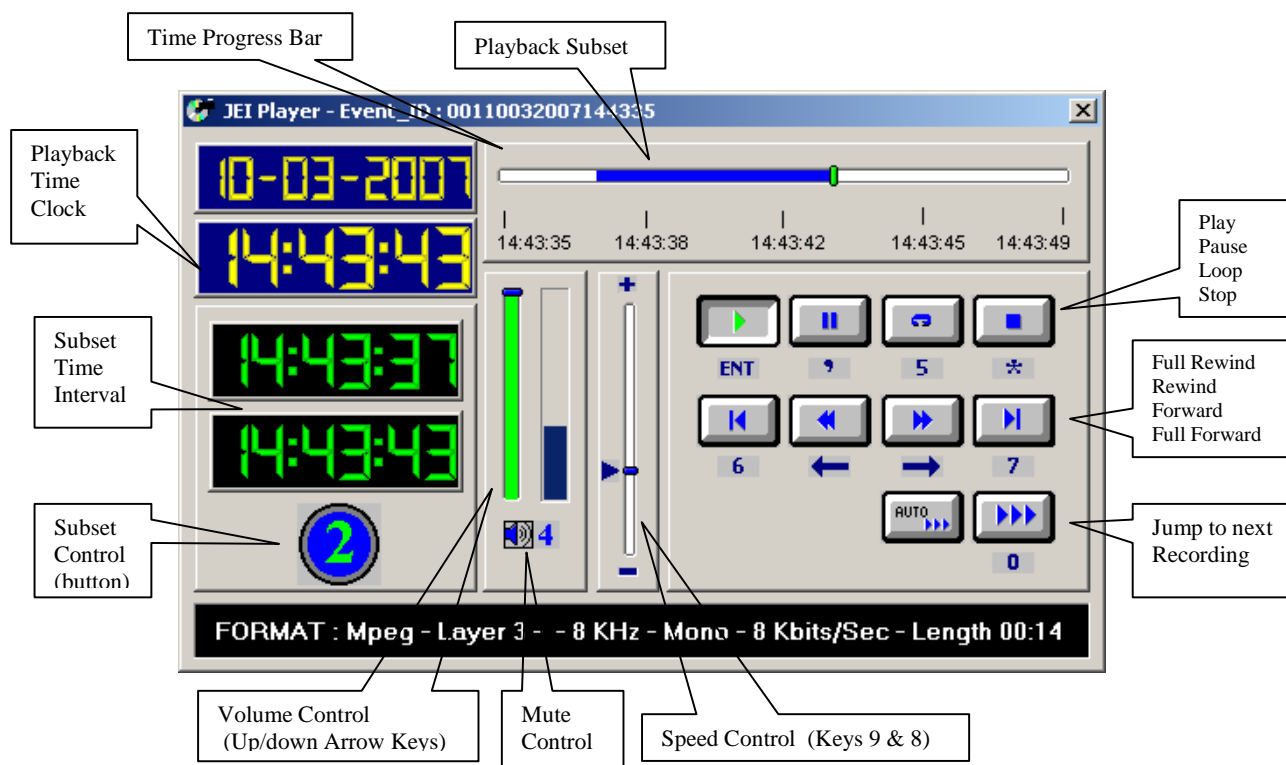 Time Progress Bar
Playback Subset
JEI Player - Event_ID : 00110032007144335
Playback
Time
Clock
10-03-2007
14:43:43
14:43:35 14:43:38 14:43:42 14:43:45 14:43:49
Play
Pause
Loop
Stop
Subset
Time
Interval
14:43:37
14:43:43
+
ENT , 5 *
Full Rewind
Rewind
Forward
Full Forward
6 ← → 7
Subset
Control
(button)
2
4
-
AUTO
0
Jump to next
Recording
FORMAT : Mpeg - Layer 3 - - 8 KHz - Mono - 8 Kbits/Sec - Length 00:14
Volume Control
(Up/down Arrow Keys)
Mute
Control
Speed Control (Keys 9 & 8)